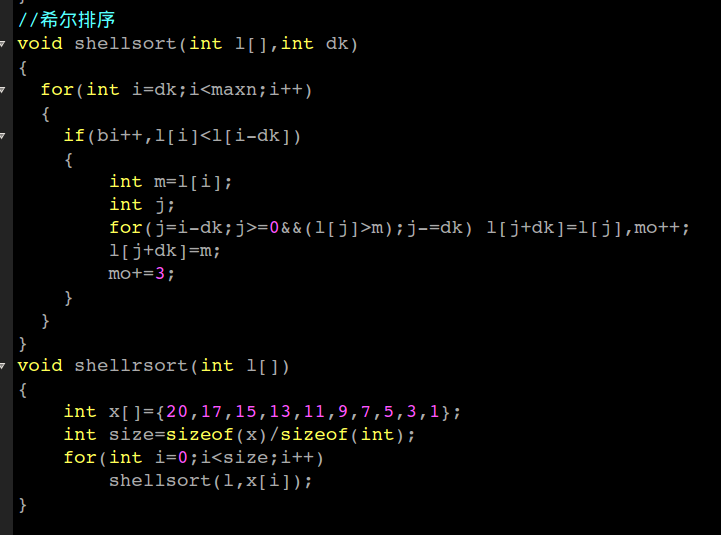 }
//希尔排序
void shellsort(int l[],int dk)
{
  for(int i=dk;i<maxn;i++)
  {
    if(bi++,l[i]<l[i-dk])
    {
        int m=l[i];
        int j;
        for(j=i-dk;j>=0&&(l[j]>m);j-=dk) l[j+dk]=l[j],mo++;
        l[j+dk]=m;
        mo+=3;
    }
  }
}
void shellrsort(int l[])
{
    int x[]={20,17,15,13,11,9,7,5,3,1};
    int size=sizeof(x)/sizeof(int);
    for(int i=0;i<size;i++)
        shellsort(l,x[i]);
}